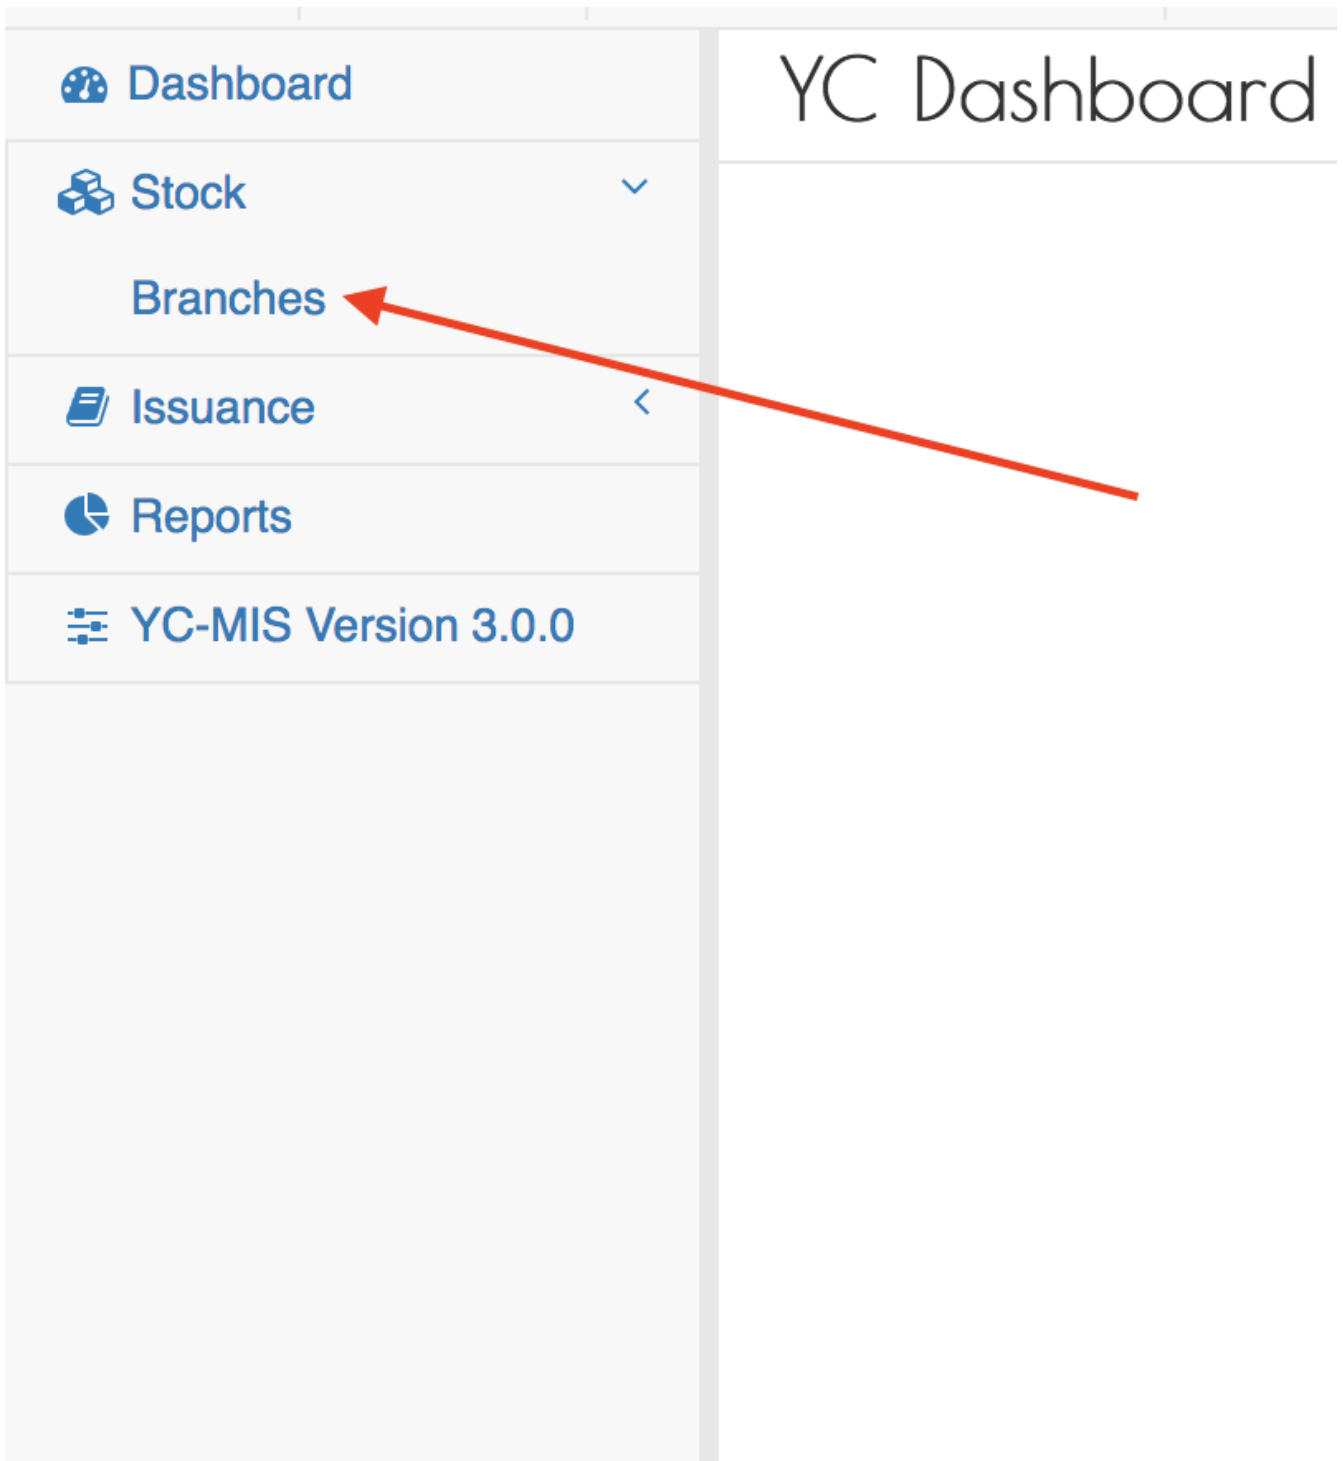 Dashboard
Stock
Branches
Issuance
Reports
YC-MIS Version 3.0.0
YC Dashboard